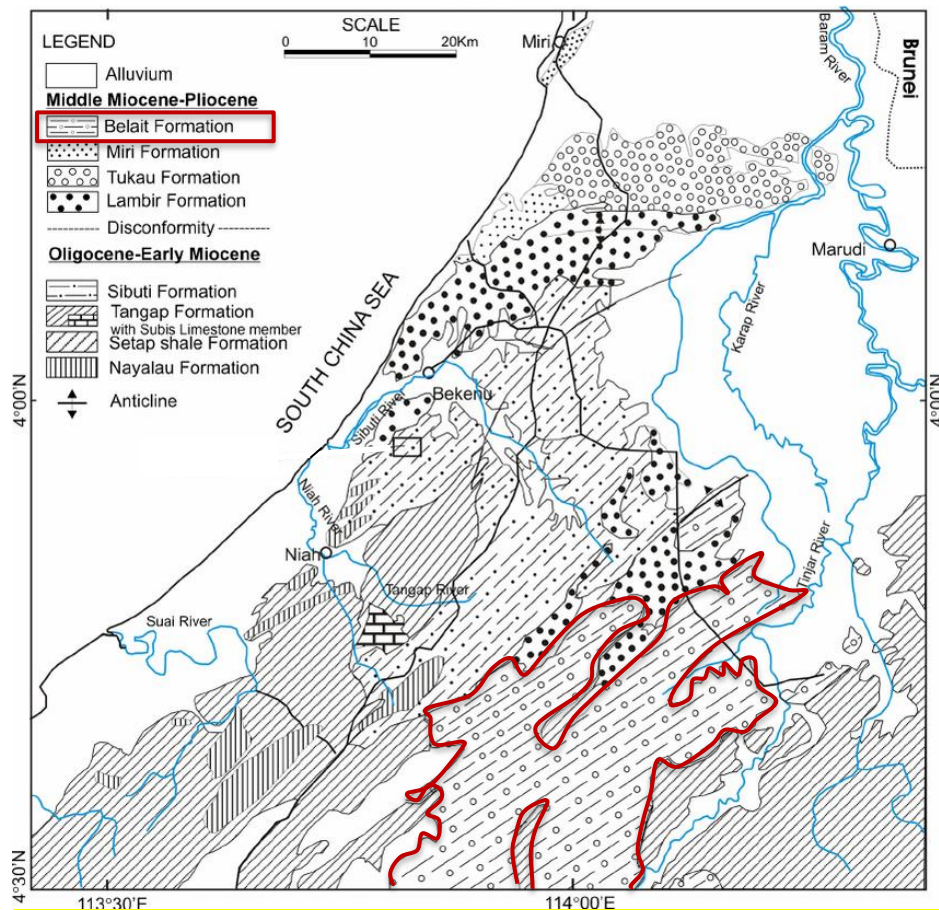 LEGEND
Alluvium
Middle Miocene-Pliocene
Belait Formation
Miri Formation
Tukau Formation
Lambir Formation
Disconformity
Oligocene-Early Miocene
Sibuti Formation
Tangap Formation
with Subis Limestone member
Setap shale Formation
Nayalau Formation
Anticline
SCALE
0 10 20Km
Miri
Baram River
Brunei
Marudi
Karap River
SOUTH CHINA SEA
Bekenu
Sibuti River
4°00'N
4°00'N
Niah River
Niah
Tangap River
Tinjar River
Suai River
4°30'N
113°30'E
114°00'E